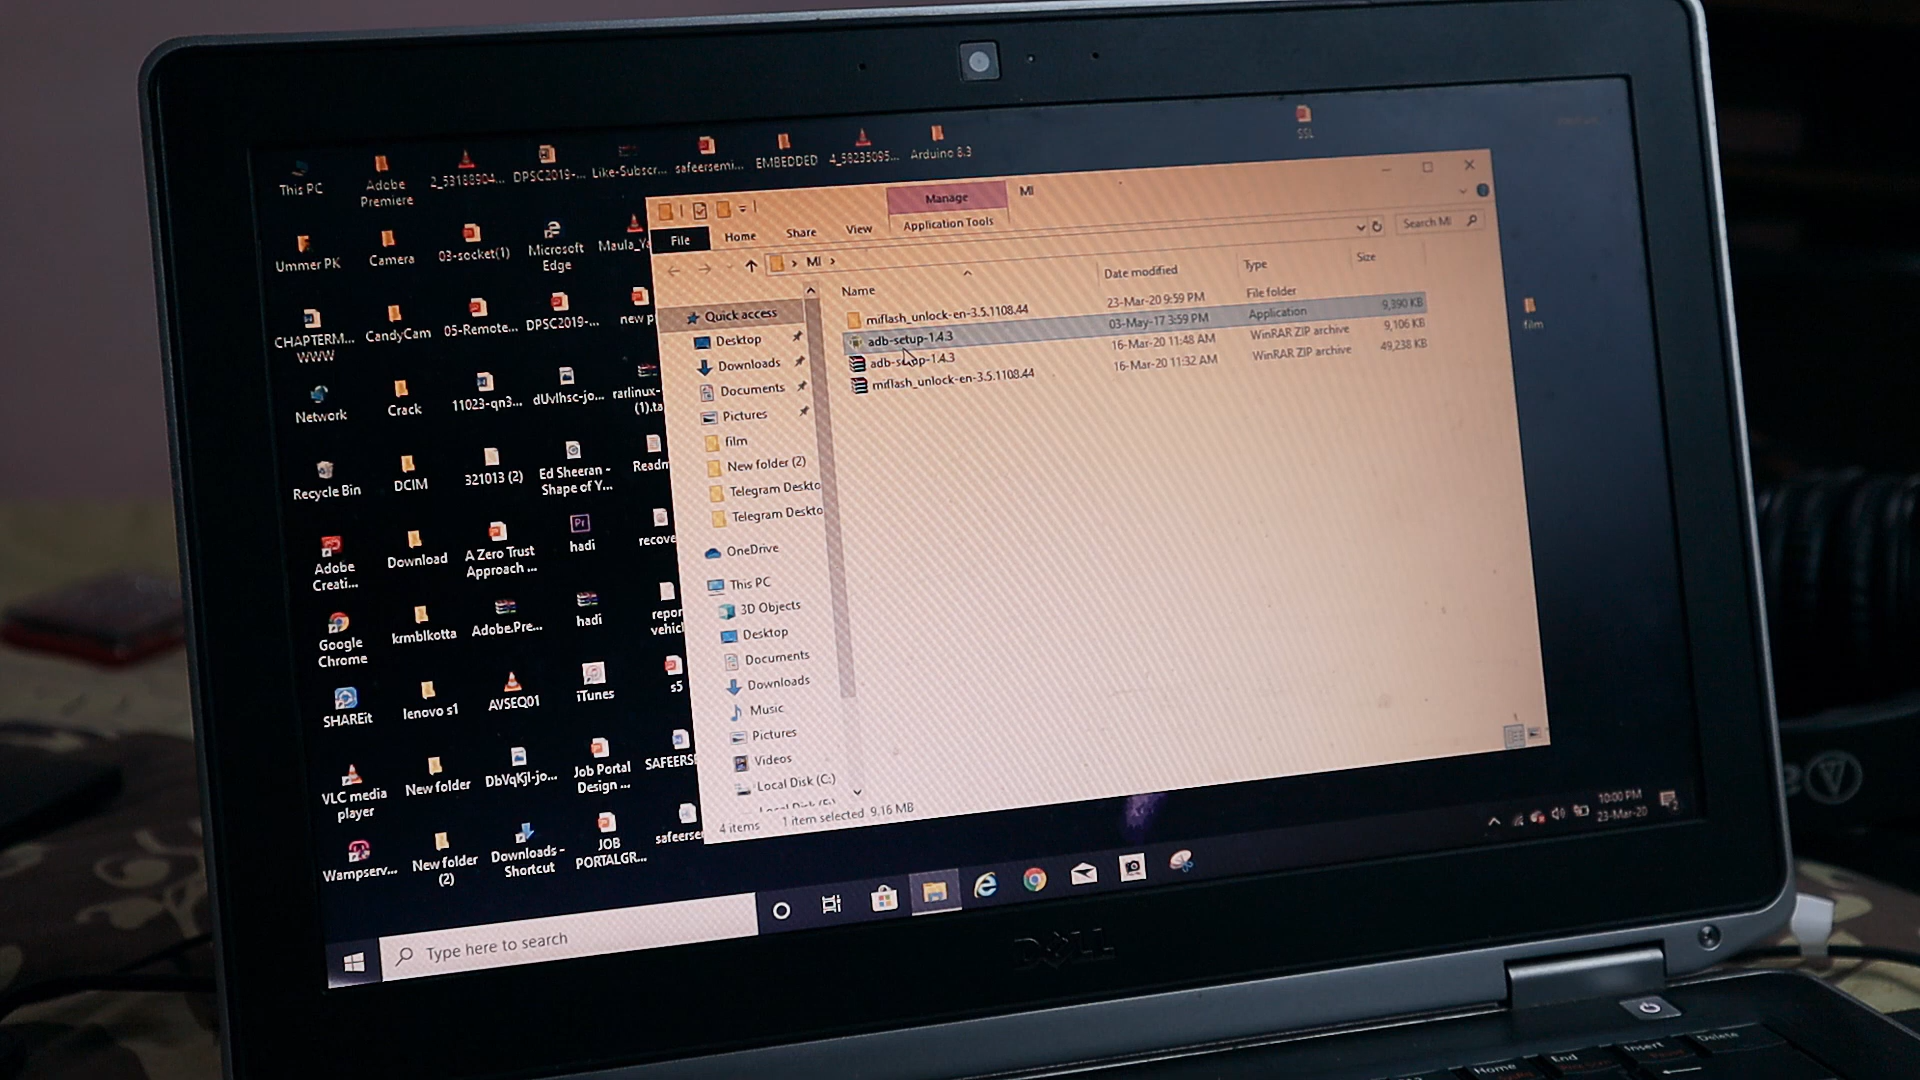 This PC
Adobe
Premiere
2_53188904...
DPSC2019-...
Like-Subscr...
safeersemi...
EMBEDDED
4_58235095...
Arduino 8.3
SSL
Ummer PK
Camera
03-socket(1)
Microsoft
Edge
Maula_Ya
CHAPTERM...
WWW
CandyCam
05-Remote...
DPSC2019-...
new p
Network
Crack
11023-qn3...
dUvlhsc-jo...
rarlinux-
(1).ta
Recycle Bin
DCIM
321013 (2)
Ed Sheeran -
Shape of Y...
Readm
Adobe
Creati...
Download
A Zero Trust
Approach ...
hadi
recove
Google
Chrome
krmblkotta
Adobe.Pre...
hadi
repor
vehicl
SHAREit
lenovo s1
AVSEQ01
iTunes
s5
VLC media
player
New folder
DbVqKjl-jo...
Job Portal
Design ...
SAFEERS
Wampserv...
New folder
(2)
Downloads -
Shortcut
JOB
PORTALGR...
safeerse
film
Manage
MI
File
Home
Share
View
Application Tools
MI
Search MI
Name
Date modified
Type
Size
miflash_unlock-en-3.5.1108.44
23-Mar-20 9:59 PM
File folder
adb-setup-1.4.3
03-May-17 3:59 PM
Application
9,390 KB
adb-setup-1.4.3
16-Mar-20 11:48 AM
WinRAR ZIP archive
9,106 KB
miflash_unlock-en-3.5.1108.44
16-Mar-20 11:32 AM
WinRAR ZIP archive
49,238 KB
Quick access
Desktop
Downloads
Documents
Pictures
film
New folder (2)
Telegram Deskto
Telegram Deskto
OneDrive
This PC
3D Objects
Desktop
Documents
Downloads
Music
Pictures
Videos
Local Disk (C:)
4 items
1 item selected 9.16 MB
10:00 PM
23-Mar-20
Type here to search
DELL
Home
End
Insert
Delete